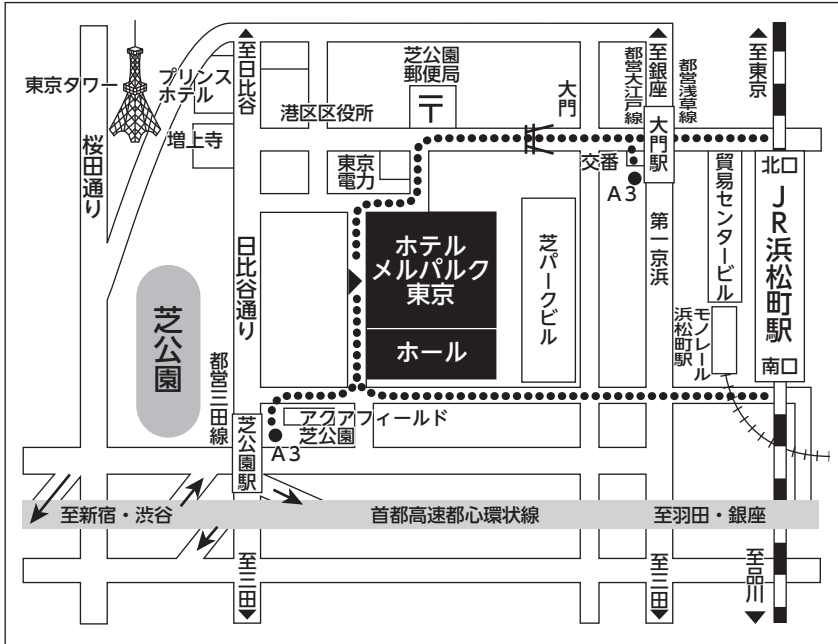 東京タワー
プリンス
ホテル
増上寺
桜田通り
至日比谷
港区区役所
芝公園
郵便局
〒
大門
都営大江戸線
至銀座
都営浅草線
至東京
東京
電力
交番
A3
大門駅
第一京浜
貿易センタービル
北口
JR浜松町駅
南口
モノレール
浜松町駅
ホテル
メルパルク
東京
ホール
芝パークビル
日比谷通り
芝公園
都営三田線
芝公園駅
アクアフィールド
芝公園
A3
至新宿・渋谷
首都高速都心環状線
至羽田・銀座
至三田
至三田
至品川